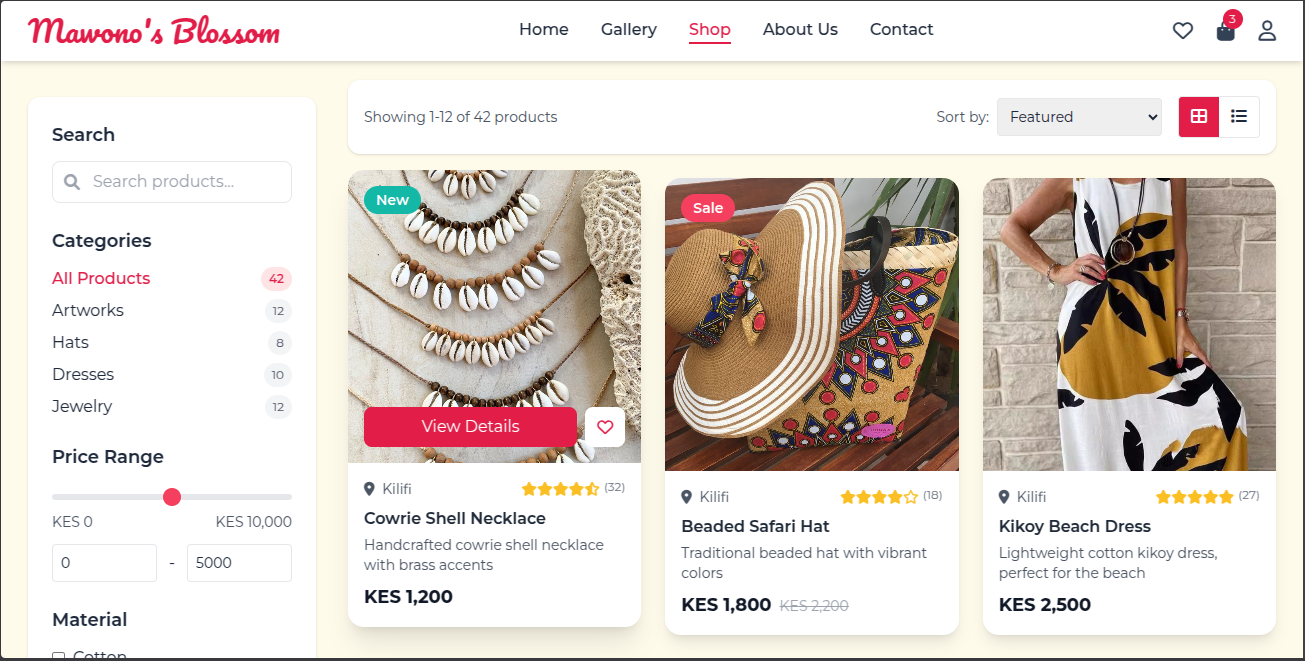 Mawono's Blossom
Home
Gallery
Shop
About Us
Contact
3
Search
Search products...
Categories
All Products 42
Artworks 12
Hats 8
Dresses 10
Jewelry 12
Price Range
KES 0 KES 10,000
0 - 5000
Material
Cotton
Showing 1-12 of 42 products
Sort by: Featured
New
View Details
Kilifi (32)
Cowrie Shell Necklace
Handcrafted cowrie shell necklace
with brass accents
KES 1,200
Sale
Kilifi (18)
Beaded Safari Hat
Traditional beaded hat with vibrant
colors
KES 1,800 KES 2,200
Kilifi (27)
Kikoy Beach Dress
Lightweight cotton kikoy dress,
perfect for the beach
KES 2,500